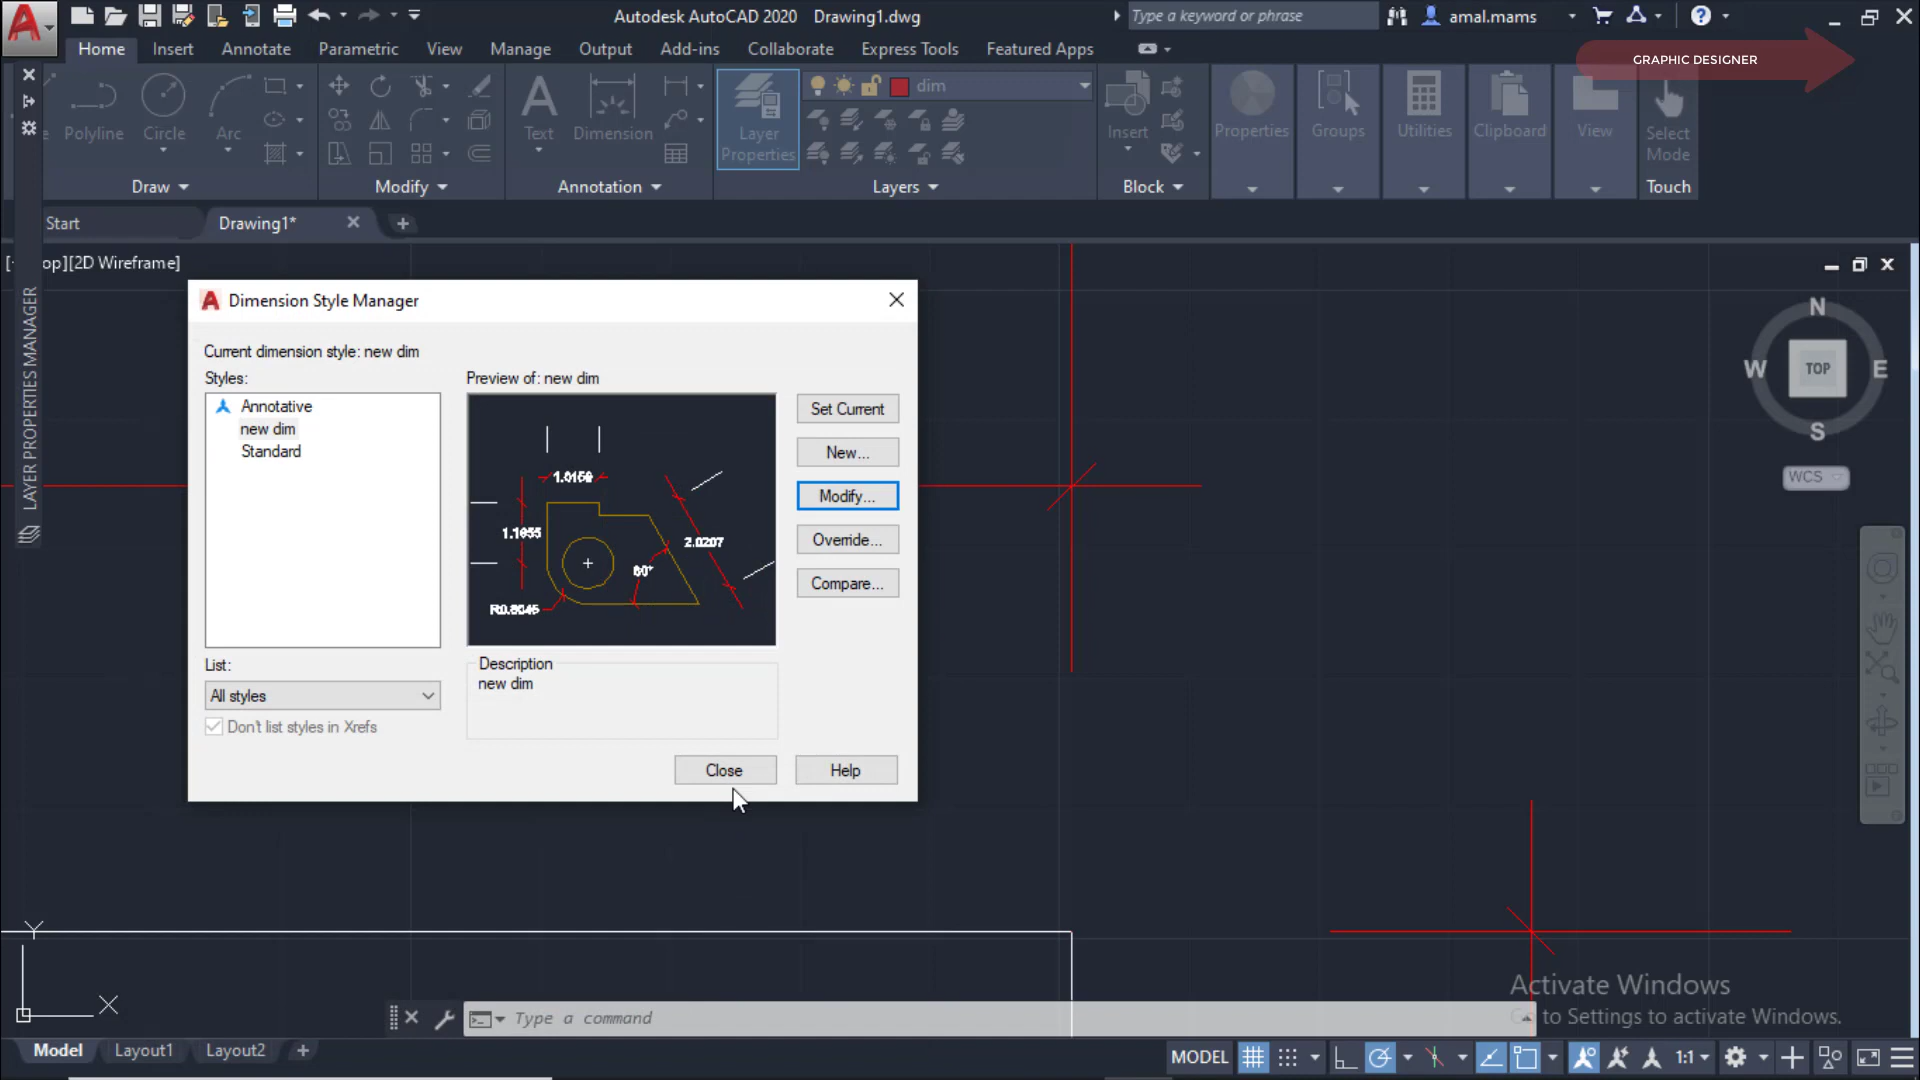 Autodesk AutoCAD 2020 Drawing1.dwg
Type a keyword or phrase
amal.mams
Home Insert Annotate Parametric View Manage Output Add-ins Collaborate Express Tools Featured Apps
GRAPHIC DESIGNER
Polyline Circle Arc
Text Dimension
Layer Properties
dim
Insert
Properties Groups Utilities Clipboard View
Select Mode
Draw Modify Annotation Layers Block Touch
Start Drawing1*
op][2D Wireframe]
LAYER PROPERTIES MANAGER
Dimension Style Manager
Current dimension style: new dim
Styles:
Annotative
new dim
Standard
Preview of: new dim
1.1955
2.0207
60°
Set Current
New...
Modify...
Override...
Compare...
List:
All styles
Don't list styles in Xrefs
Description
new dim
Close Help
N
W TOP E
S
WCS
Y
X
Type a command
Activate Windows
to Settings to activate Windows.
Model Layout1 Layout2
MODEL 1:1